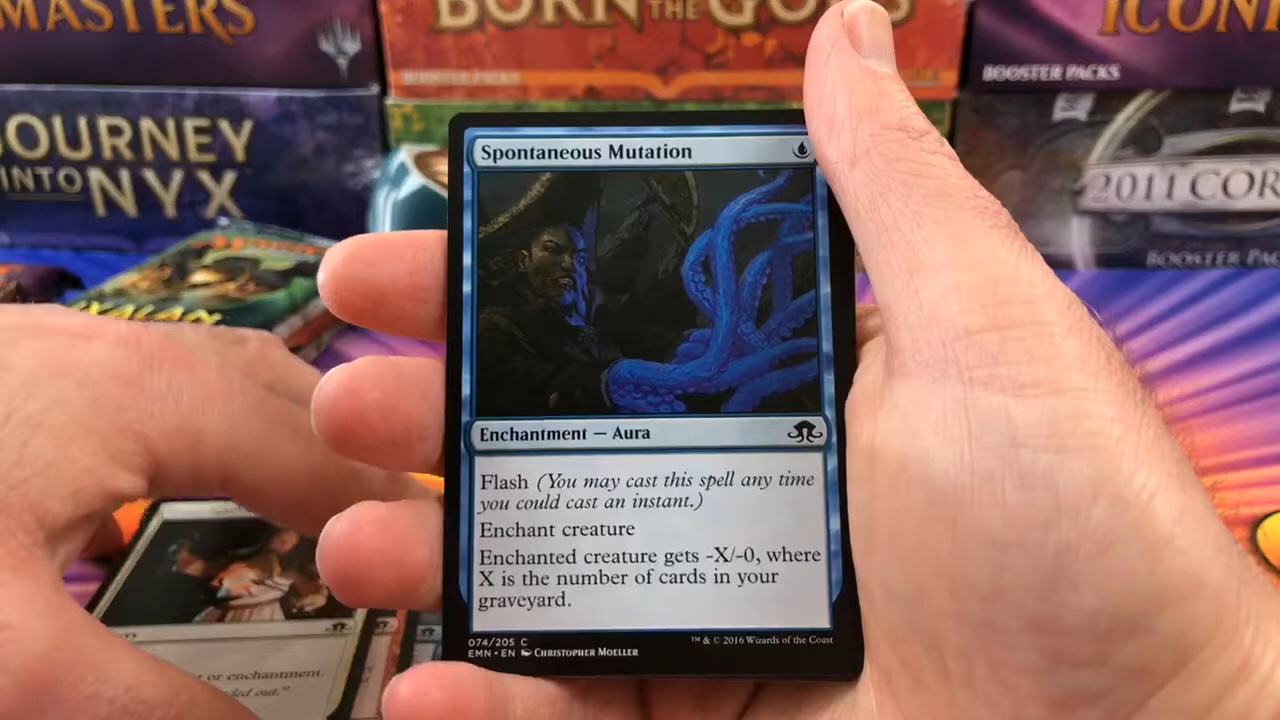 MASTERS
BORN THE GODS
BOOSTER PACKS
ICON
BOOSTER PACKS
JOURNEY
INTO NYX
2011 COR
BOOSTER PAC
Spontaneous Mutation
Enchantment — Aura
Flash (You may cast this spell any time
you could cast an instant.)
Enchant creature
Enchanted creature gets -X/-0, where
X is the number of cards in your
graveyard.
074/205 C
EMN • EN Christopher Moeller
™ & © 2016 Wizards of the Coast
or enchantment.
ded out."